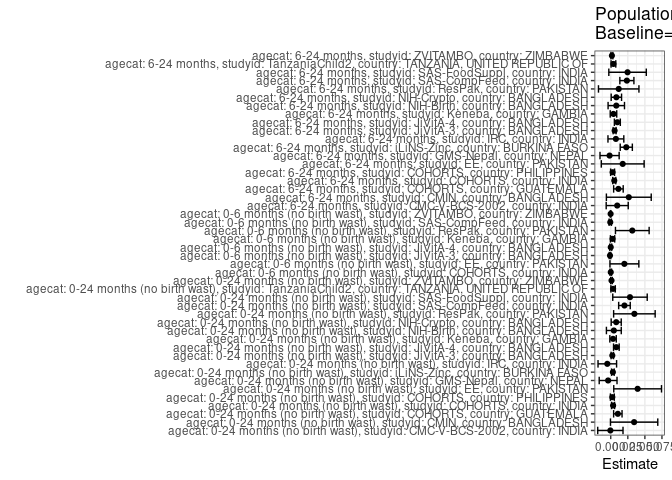 Population
Baseline=
agecat: 6-24 months, studyid: ZVITAMBO, country: ZIMBABWE
agecat: 6-24 months, studyid: TanzaniaChild2, country: TANZANIA, UNITED REPUBLIC OF
agecat: 6-24 months, studyid: SAS-FoodSuppl, country: INDIA
agecat: 6-24 months, studyid: SAS-CompFeed, country: INDIA
agecat: 6-24 months, studyid: ResPak, country: PAKISTAN
agecat: 6-24 months, studyid: NIH-Crypto, country: BANGLADESH
agecat: 6-24 months, studyid: NIH-Birth, country: BANGLADESH
agecat: 6-24 months, studyid: Keneba, country: GAMBIA
agecat: 6-24 months, studyid: JiVitA-4, country: BANGLADESH
agecat: 6-24 months, studyid: JiVitA-3, country: BANGLADESH
agecat: 6-24 months, studyid: IRC, country: INDIA
agecat: 6-24 months, studyid: iLiNS-Zinc, country: BURKINA FASO
agecat: 6-24 months, studyid: GMS-Nepal, country: NEPAL
agecat: 6-24 months, studyid: EE, country: PAKISTAN
agecat: 6-24 months, studyid: COHORTS, country: PHILIPPINES
agecat: 6-24 months, studyid: COHORTS, country: INDIA
agecat: 6-24 months, studyid: COHORTS, country: GUATEMALA
agecat: 6-24 months, studyid: CMIN, country: BANGLADESH
agecat: 6-24 months, studyid: CMC-V-BCS-2002, country: INDIA
agecat: 0-6 months (no birth wast), studyid: ZVITAMBO, country: ZIMBABWE
agecat: 0-6 months (no birth wast), studyid: SAS-CompFeed, country: INDIA
agecat: 0-6 months (no birth wast), studyid: ResPak, country: PAKISTAN
agecat: 0-6 months (no birth wast), studyid: Keneba, country: GAMBIA
agecat: 0-6 months (no birth wast), studyid: JiVitA-4, country: BANGLADESH
agecat: 0-6 months (no birth wast), studyid: JiVitA-3, country: BANGLADESH
agecat: 0-6 months (no birth wast), studyid: EE, country: PAKISTAN
agecat: 0-6 months (no birth wast), studyid: COHORTS, country: INDIA
agecat: 0-24 months (no birth wast), studyid: ZVITAMBO, country: ZIMBABWE
agecat: 0-24 months (no birth wast), studyid: TanzaniaChild2, country: TANZANIA, UNITED REPUBLIC OF
agecat: 0-24 months (no birth wast), studyid: SAS-FoodSuppl, country: INDIA
agecat: 0-24 months (no birth wast), studyid: SAS-CompFeed, country: INDIA
agecat: 0-24 months (no birth wast), studyid: ResPak, country: PAKISTAN
agecat: 0-24 months (no birth wast), studyid: NIH-Crypto, country: BANGLADESH
agecat: 0-24 months (no birth wast), studyid: NIH-Birth, country: BANGLADESH
agecat: 0-24 months (no birth wast), studyid: Keneba, country: GAMBIA
agecat: 0-24 months (no birth wast), studyid: JiVitA-4, country: BANGLADESH
agecat: 0-24 months (no birth wast), studyid: JiVitA-3, country: BANGLADESH
agecat: 0-24 months (no birth wast), studyid: IRC, country: INDIA
agecat: 0-24 months (no birth wast), studyid: iLiNS-Zinc, country: BURKINA FASO
agecat: 0-24 months (no birth wast), studyid: GMS-Nepal, country: NEPAL
agecat: 0-24 months (no birth wast), studyid: EE, country: PAKISTAN
agecat: 0-24 months (no birth wast), studyid: COHORTS, country: PHILIPPINES
agecat: 0-24 months (no birth wast), studyid: COHORTS, country: INDIA
agecat: 0-24 months (no birth wast), studyid: COHORTS, country: GUATEMALA
agecat: 0-24 months (no birth wast), studyid: CMIN, country: BANGLADESH
agecat: 0-24 months (no birth wast), studyid: CMC-V-BCS-2002, country: INDIA
Estimate